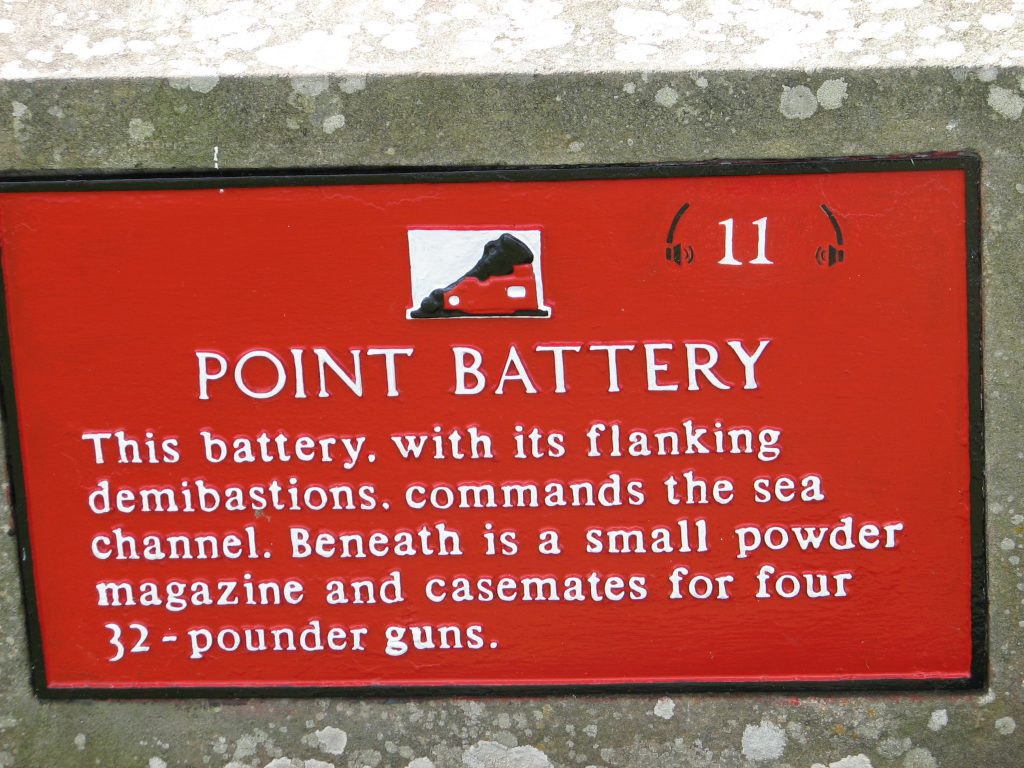 11
POINT BATTERY
This battery. with its flanking
demibastions. commands the sea
channel. Beneath is a small powder
magazine and casemates for four
32-pounder guns.